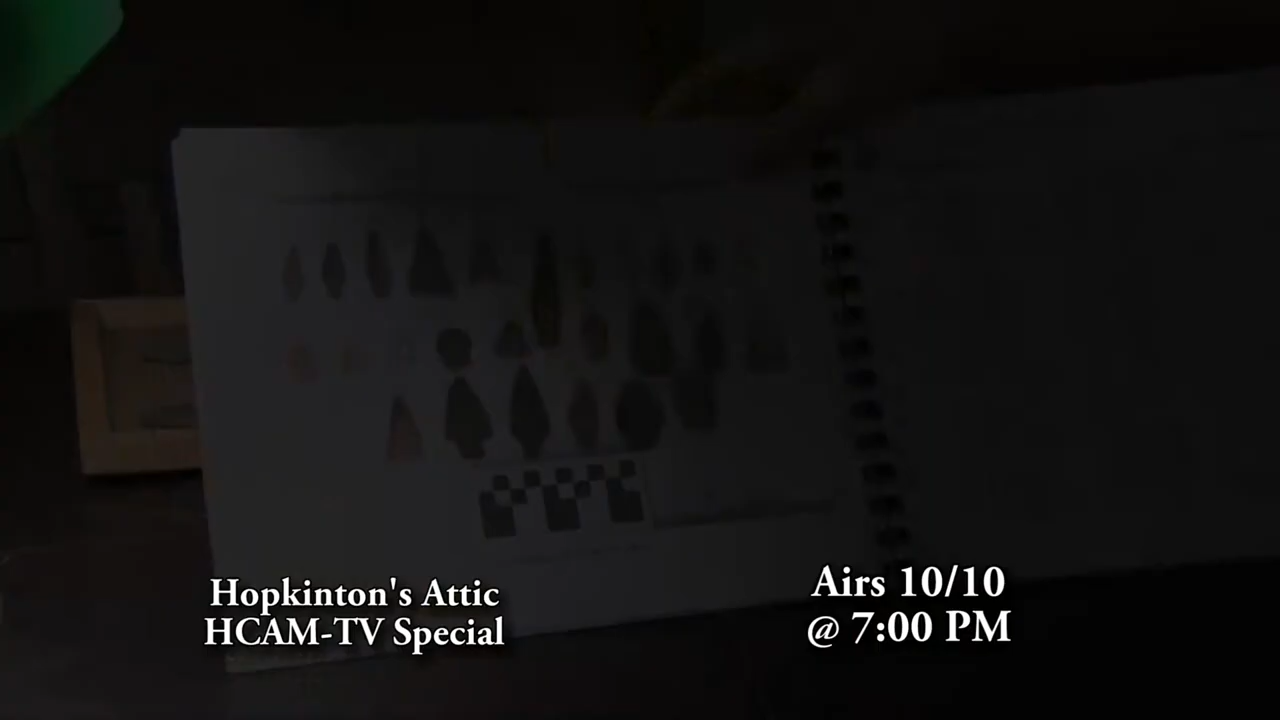 Hopkinton's Attic
HCAM-TV Special
Airs 10/10
@ 7:00 PM